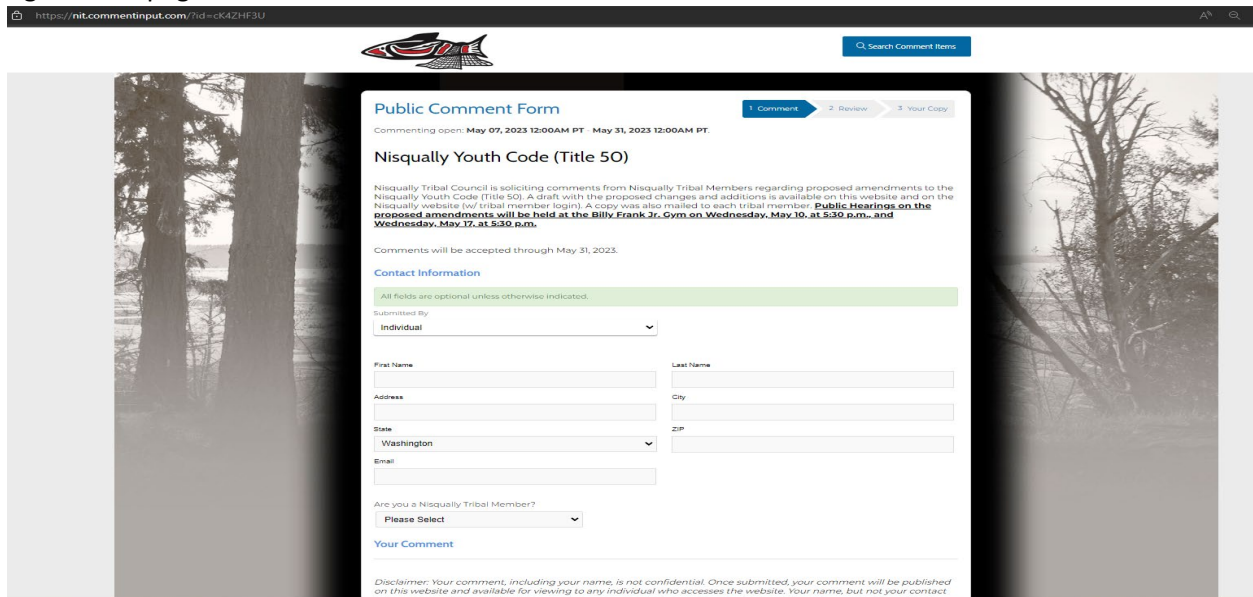 https://nit.commentinput.com/?id=cK4ZHF3U
Search Comment Items
Public Comment Form
1 Comment
2 Review
3 Your Copy
Commenting open: May 07, 2023 12:00AM PT - May 31, 2023 12:00AM PT.
Nisqually Youth Code (Title 50)
Nisqually Tribal Council is soliciting comments from Nisqually Tribal Members regarding proposed amendments to the
Nisqually Youth Code (Title 50). A draft with the proposed changes and additions is available on this website and on the
Nisqually website (w/ tribal member login). A copy was also mailed to each tribal member. Public Hearings on the
proposed amendments will be held at the Billy Frank Jr. Gym on Wednesday, May 10, at 5:30 p.m., and
Wednesday, May 17, at 5:30 p.m.
Comments will be accepted through May 31, 2023.
Contact Information
All fields are optional unless otherwise indicated.
Submitted By
Individual
First Name
Last Name
Address
City
State
ZIP
Washington
Email
Are you a Nisqually Tribal Member?
Please Select
Your Comment
Disclaimer: Your comment, including your name, is not confidential. Once submitted, your comment will be published
on this website and available for viewing to any individual who accesses the website. Your name, but not your contact